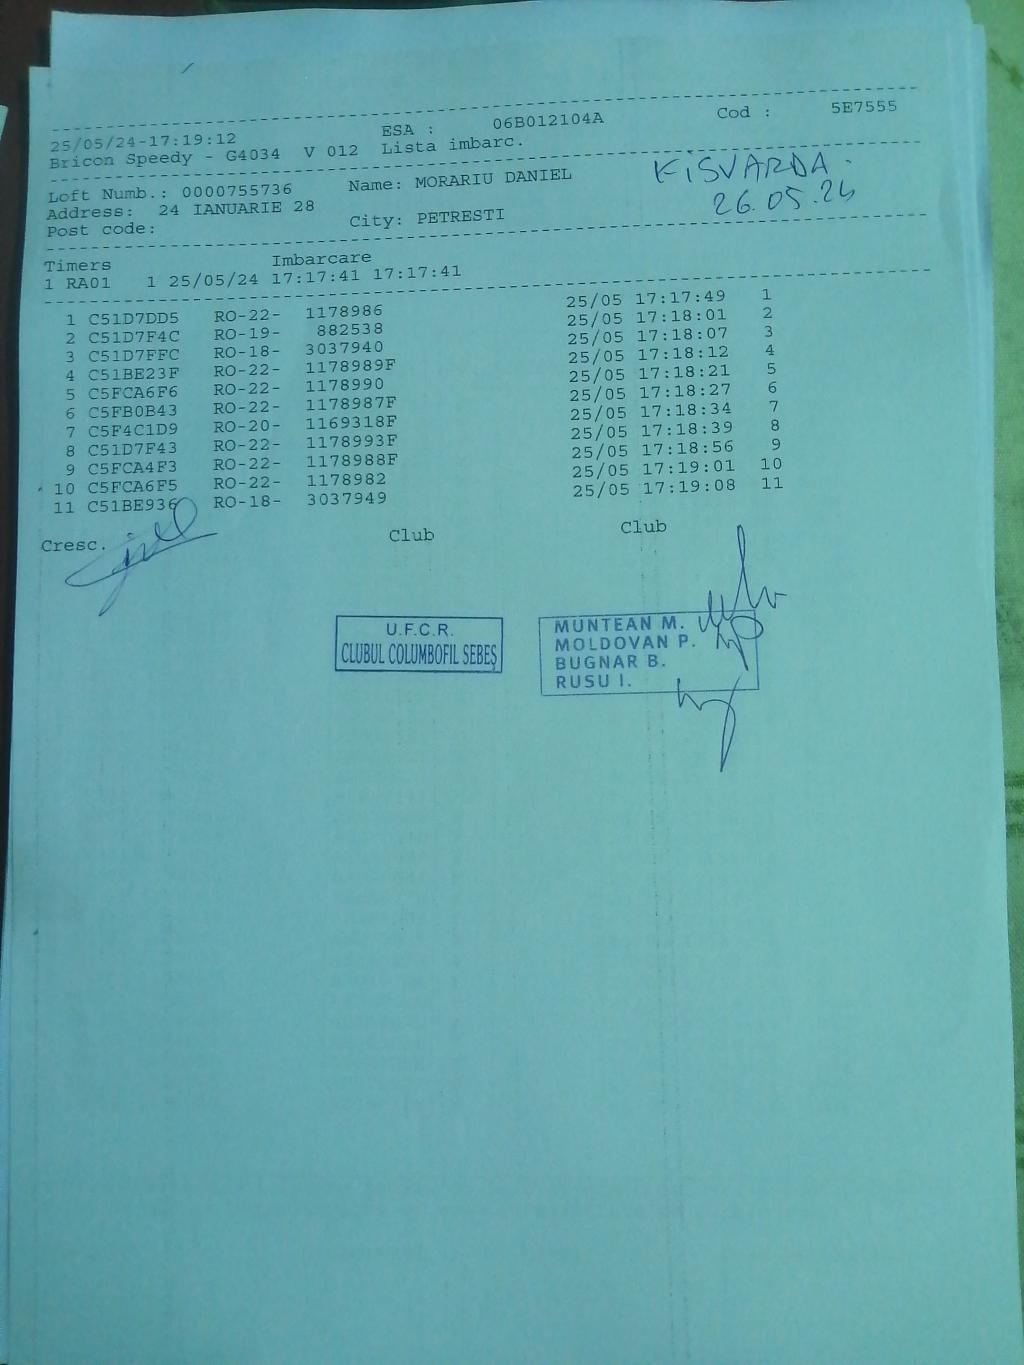 25/05/24-17:19:12 ESA : 06B012104A Cod : 5E7555
Bricon Speedy - G4034 V 012 Lista imbarc.
Loft Numb.: 0000755736 Name: MORARIU DANIEL
KISVARDA
Address: 24 IANUARIE 28
26.05.24
Post code: City: PETRESTI
Timers Imbarcare
1 RA01 1 25/05/24 17:17:41 17:17:41
1 C51D7DD5 RO-22- 1178986 25/05 17:17:49 1
2 C51D7F4C RO-19- 882538 25/05 17:18:01 2
3 C51D7FFC RO-18- 3037940 25/05 17:18:07 3
4 C51BE23F RO-22- 1178989F 25/05 17:18:12 4
5 C5FCA6F6 RO-22- 1178990 25/05 17:18:21 5
6 C5FB0B43 RO-22- 1178987F 25/05 17:18:27 6
7 C5F4C1D9 RO-20- 1169318F 25/05 17:18:34 7
8 C51D7F43 RO-22- 1178993F 25/05 17:18:39 8
9 C5FCA4F3 RO-22- 1178988F 25/05 17:18:56 9
10 C5FCA6F5 RO-22- 1178982 25/05 17:19:01 10
11 C51BE936 RO-18- 3037949 25/05 17:19:08 11
Cresc. Club Club
U.F.C.R.
CLUBUL COLUMBOFIL SEBEŞ
MUNTEAN M.
MOLDOVAN P.
BUGNAR B.
RUSU I.